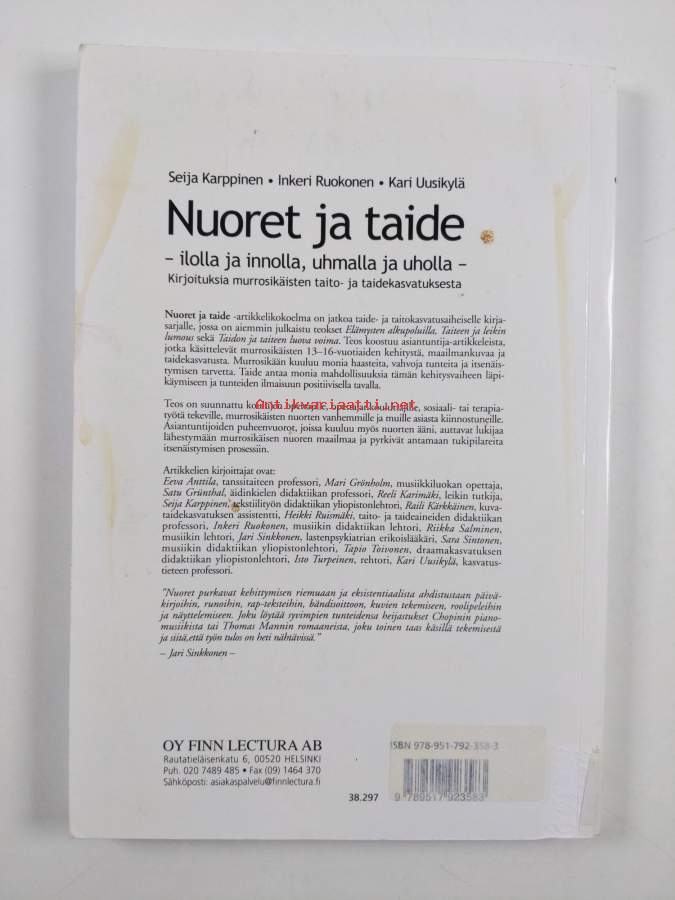 Seija Karppinen • Inkeri Ruokonen • Kari Uusikylä
Nuoret ja taide
– ilolla ja innolla, uhmalla ja uholla –
Kirjoituksia murrosikäisten taito- ja taidekasvatuksesta
Nuoret ja taide -artikkelikokoelma on jatkoa taide- ja taitokasvatusaiheiselle kirja-
sarjalle, jossa on aiemmin julkaistu teokset Elämysten alkupoluilla, Taiteen ja leikin
lumous sekä Taidon ja taiteen luova voima. Teos koostuu asiantuntija-artikkeleista,
jotka käsittelevät murrosikäisten 13–16-vuotiaiden kehitystä, maailmankuvaa ja
taidekasvatusta. Murrosikään kuuluu monia haasteita, vahvoja tunteita ja itsenäis-
tymisen tarvetta. Taide antaa monia mahdollisuuksia tämän kehitysvaiheen läpi-
käymiseen ja tunteiden ilmaisuun positiivisella tavalla.
Antikvariaatti.net
Teos on suunnattu koulujen opettajille, opettajankouluttajille, sosiaali- tai terapia-
työtä tekeville, murrosikäisten nuorten vanhemmille ja muille asiasta kiinnostuneille.
Asiantuntijoiden puheenvuorot, joissa kuuluu myös nuorten ääni, auttavat lukijaa
lähestymään murrosikäisen nuoren maailmaa ja pyrkivät antamaan tukipilareita
itsenäistymisen prosessiin.
Artikkelien kirjoittajat ovat:
Eeva Anttila, tanssitaiteen professori, Mari Grönholm, musiikkiluokan opettaja,
Satu Grünthal, äidinkielen didaktiikan professori, Reeli Karimäki, leikin tutkija,
Seija Karppinen, tekstiilityön didaktiikan yliopistonlehtori, Raili Kärkkäinen, kuva-
taidekasvatuksen assistentti, Heikki Ruismäki, taito- ja taideaineiden didaktiikan
professori, Inkeri Ruokonen, musiikin didaktiikan lehtori, Riikka Salminen,
musiikin lehtori, Jari Sinkkonen, lastenpsykiatrian erikoislääkäri, Sara Sintonen,
musiikin didaktiikan yliopistonlehtori, Tapio Toivonen, draamakasvatuksen
didaktiikan yliopistonlehtori, Isto Turpeinen, rehtori, Kari Uusikylä, kasvatus-
tieteen professori.
"Nuoret purkavat kehittymisen riemuaan ja eksistentiaalista ahdistustaan päivä-
kirjoihin, runoihin, rap-teksteihin, bändisoittoon, kuvien tekemiseen, roolipeleihin
ja näyttelemiseen. Joku löytää syvimpien tunteidensa heijastukset Chopinin piano-
musiikista tai Thomas Mannin romaaneista, joku toinen taas käsillä tekemisestä
ja siitä,että työn tulos on heti nähtävissä."
– Jari Sinkkonen –
OY FINN LECTURA AB
Rautatieläisenkatu 6, 00520 HELSINKI
Puh. 020 7489 485 • Fax (09) 1464 370
Sähköposti: asiakaspalvelu@finnlectura.fi
38.297
ISBN 978-951-792-358-3
9 789517 923583